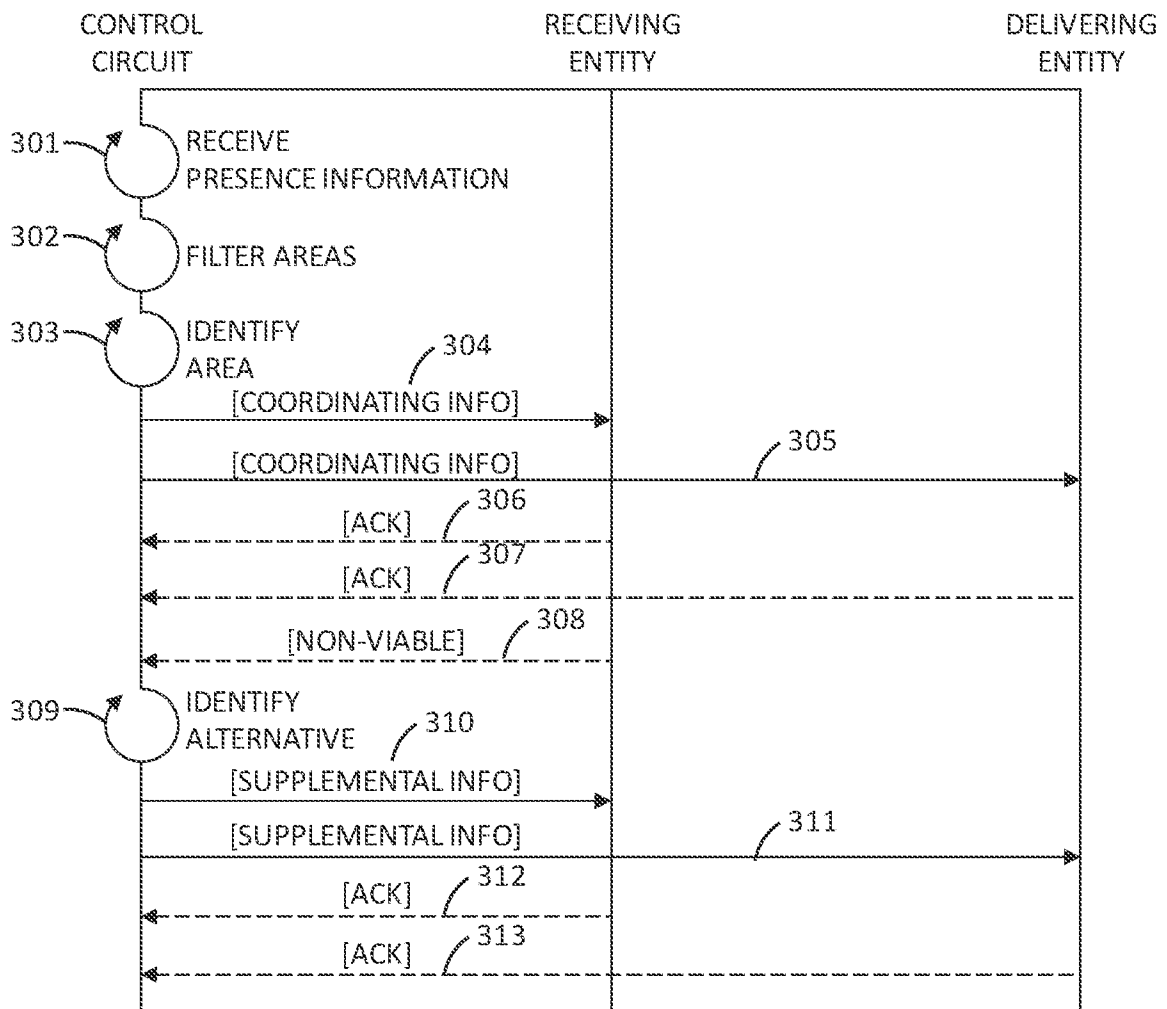 CONTROL CIRCUIT
RECEIVING ENTITY
DELIVERING ENTITY
301
RECEIVE
PRESENCE INFORMATION
302
FILTER AREAS
303
IDENTIFY
AREA
304
[COORDINATING INFO]
305
[COORDINATING INFO]
306
[ACK]
307
[ACK]
308
[NON-VIABLE]
309
IDENTIFY
ALTERNATIVE
310
[SUPPLEMENTAL INFO]
311
[SUPPLEMENTAL INFO]
312
[ACK]
313
[ACK]